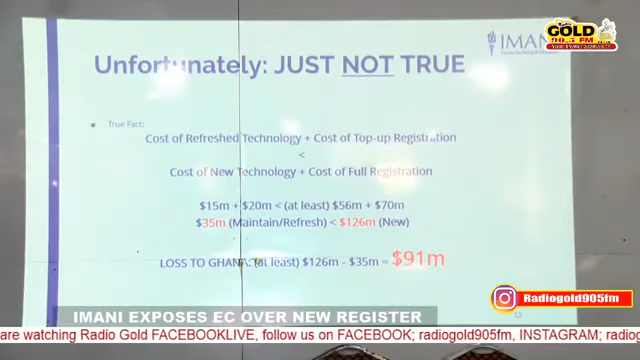 Radio
GOLD
90.5 FM
IMANI
Unfortunately: JUST NOT TRUE
■ True Fact:
Cost of Refreshed Technology + Cost of Top-up Registration
<
Cost of New Technology + Cost of Full Registration
$15m + $20m < (at least) $56m + $70m
$35m (Maintain/Refresh) < $126m (New)
LOSS TO GHANA: (at least) $126m - $35m = $91m
12
Radiogold905fm
IMANI EXPOSES EC OVER NEW REGISTER
are watching Radio Gold FACEBOOKLIVE, follow us on FACEBOOK; radiogold905fm, INSTAGRAM; radio